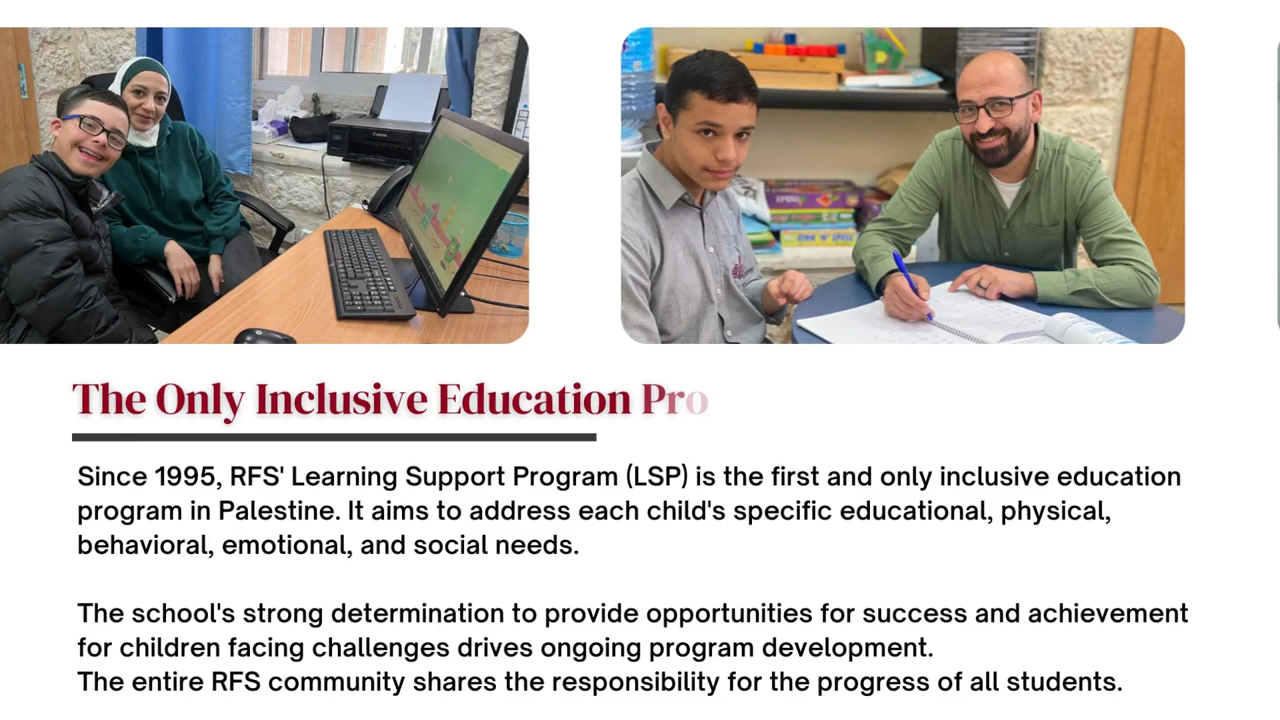 Canon
The Only Inclusive Education Pro
Since 1995, RFS' Learning Support Program (LSP) is the first and only inclusive education
program in Palestine. It aims to address each child's specific educational, physical,
behavioral, emotional, and social needs.
The school's strong determination to provide opportunities for success and achievement
for children facing challenges drives ongoing program development.
The entire RFS community shares the responsibility for the progress of all students.